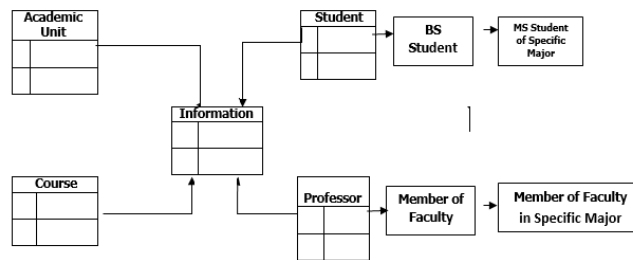 Academic
Unit
Student
BS
Student
MS Student
of Specific
Major
Information
Course
Professor
Member of
Faculty
Member of Faculty
in Specific Major